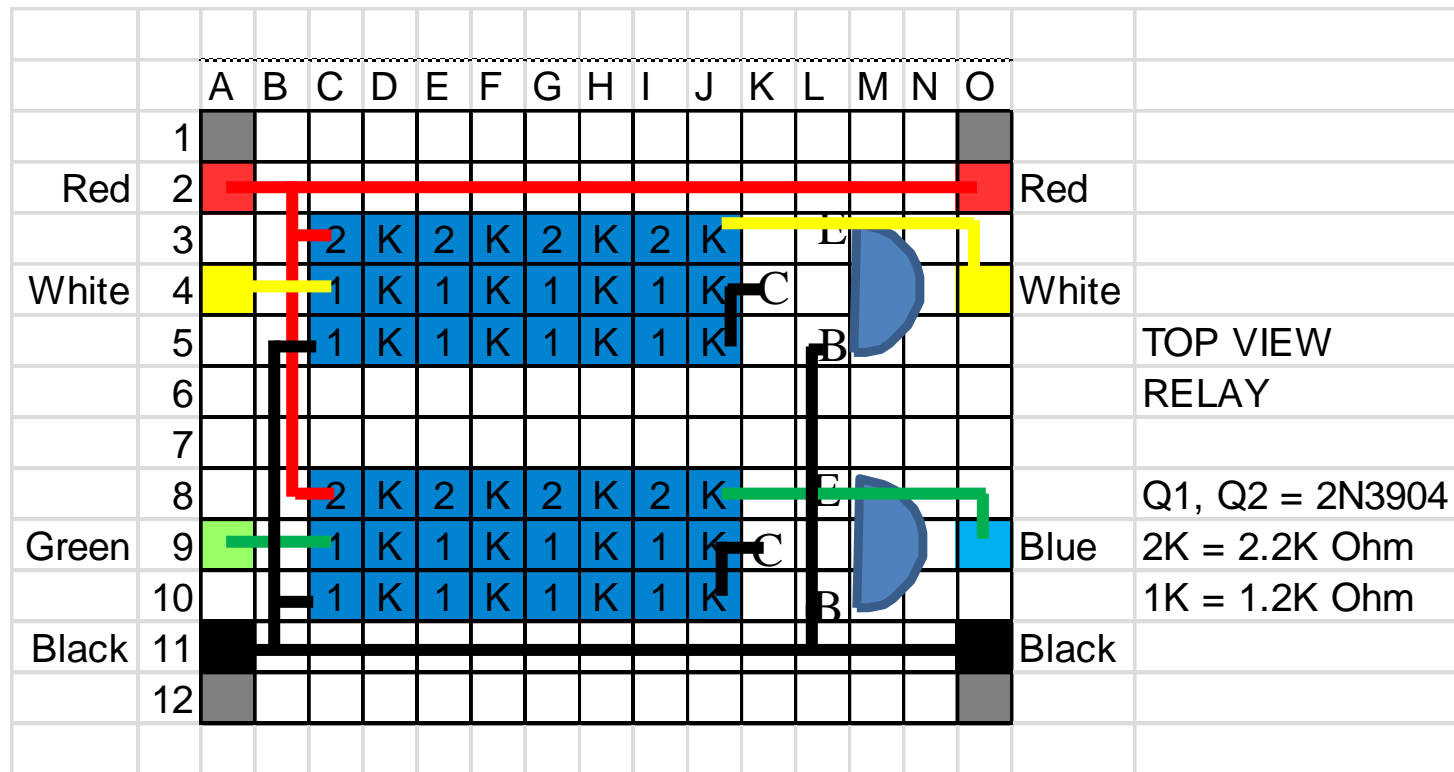 A B C D E F G H I J K L M N O
1
Red 2 Red
3 2 K 2 K 2 K 2 K E
White 4 1 K 1 K 1 K 1 K C White
5 1 K 1 K 1 K 1 K B TOP VIEW
6 RELAY
7
8 2 K 2 K 2 K 2 K E Q1, Q2 = 2N3904
Green 9 1 K 1 K 1 K 1 K C Blue 2K = 2.2K Ohm
10 1 K 1 K 1 K 1 K B 1K = 1.2K Ohm
Black 11 Black
12